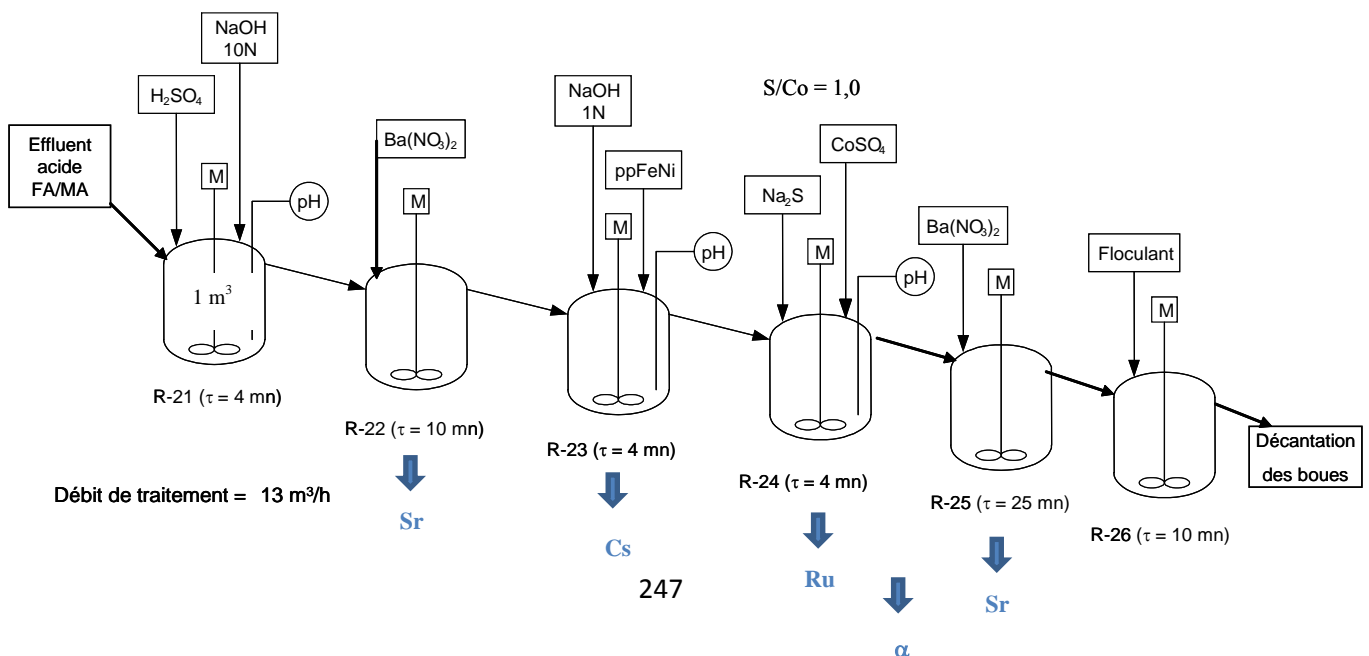 NaOH
10N
H₂SO₄
Effluent
acide
FA/MA
M
pH
1 m³
R-21 (τ = 4 mn)
Ba(NO₃)₂
M
R-22 (τ = 10 mn)
Sr
NaOH
1N
ppFeNi
M
pH
R-23 (τ = 4 mn)
Cs
S/Co = 1,0
Na₂S
CoSO₄
M
pH
R-24 (τ = 4 mn)
Ru
α
Ba(NO₃)₂
M
R-25 (τ = 25 mn)
Sr
Floculant
M
R-26 (τ = 10 mn)
Décantation
des boues
Débit de traitement = 13 m³/h
247